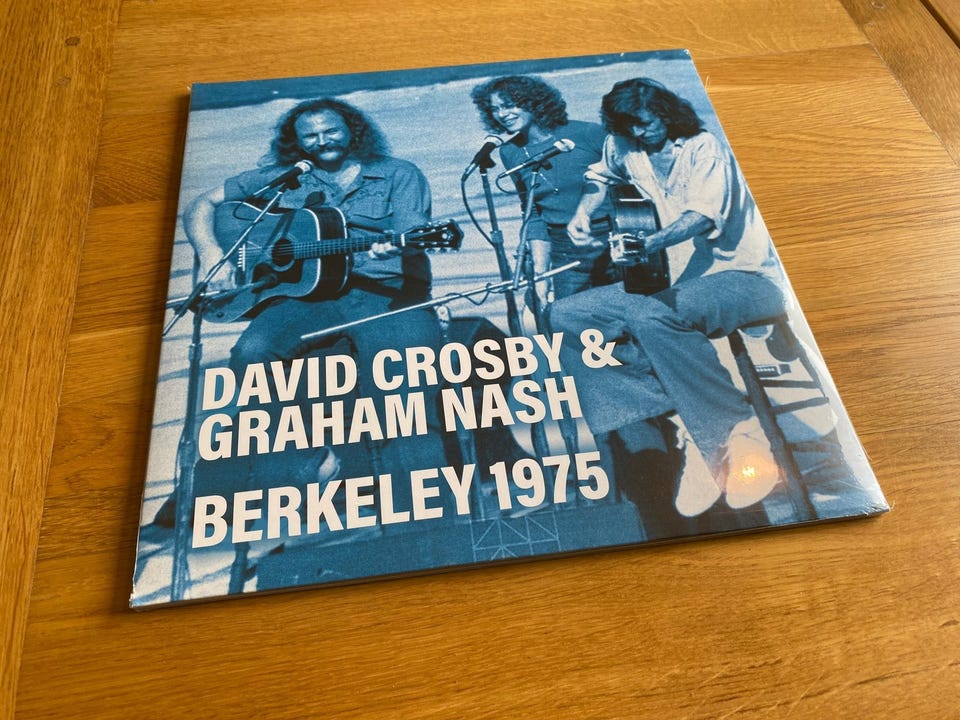 DAVID CROSBY &
GRAHAM NASH
BERKELEY 1975